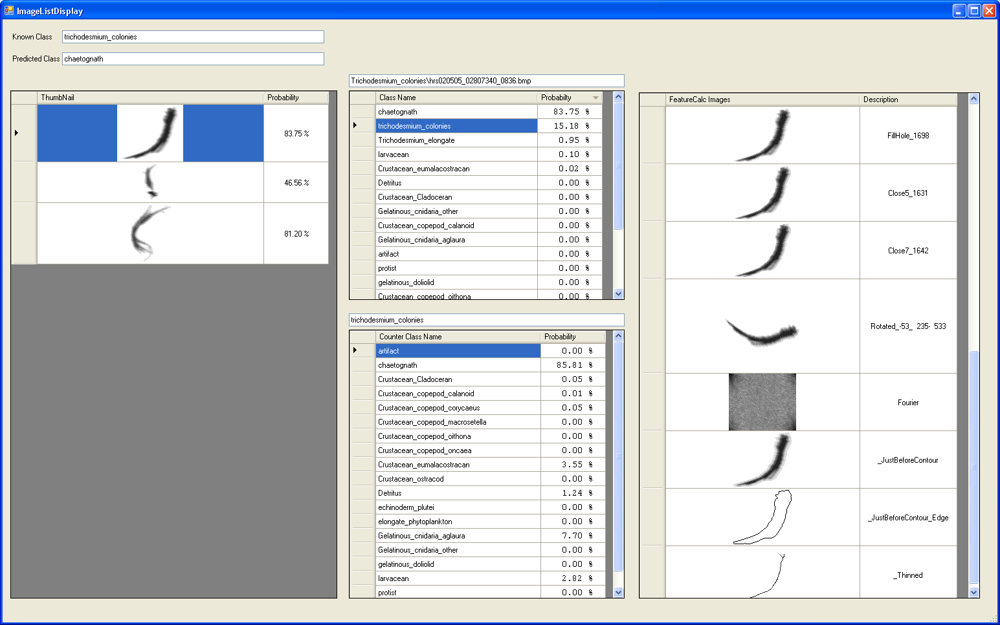 ImageListDisplay
Known Class trichodesmium_colonies
Predicted Class chaetognath
ThumbNail Probability
83.75 %
46.56 %
81.20 %
Trichodesmium_colonies\hrs020505_02807340_0836.bmp
Class Name Probabilty
chaetognath 83.75 %
trichodesmium_colonies 15.18 %
Trichodesmium_elongate 0.95 %
larvacean 0.10 %
Crustacean_eumalacostracan 0.02 %
Detritus 0.00 %
Crustacean_Cladoceran 0.00 %
Gelatinous_cnidaria_other 0.00 %
Crustacean_copepod_calanoid 0.00 %
Gelatinous_cnidaria_aglaura 0.00 %
artifact 0.00 %
protist 0.00 %
gelatinous_doliolid 0.00 %
Crustacean_copepod_oithona 0.00 %
trichodesmium_colonies
Counter Class Name Probability
artifact 0.00 %
chaetognath 85.81 %
Crustacean_Cladoceran 0.05 %
Crustacean_copepod_calanoid 0.01 %
Crustacean_copepod_corycaeus 0.05 %
Crustacean_copepod_macrosetella 0.00 %
Crustacean_copepod_oithona 0.00 %
Crustacean_copepod_oncaea 0.00 %
Crustacean_eumalacostracan 3.55 %
Crustacean_ostracod 0.00 %
Detritus 1.24 %
echinoderm_plutei 0.00 %
elongate_phytoplankton 0.00 %
Gelatinous_cnidaria_aglaura 7.70 %
Gelatinous_cnidaria_other 0.00 %
gelatinous_doliolid 0.00 %
larvacean 2.82 %
protist 0.00 %
FeatureCalc Images Description
FillHole_1698
Close5_1631
Close7_1642
Rotated_-53_ 235- 533
Fourier
_JustBeforeContour
_JustBeforeContour_Edge
_Thinned